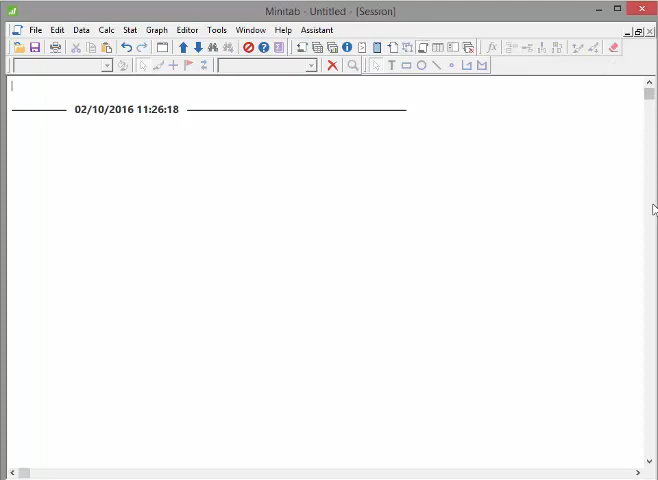 Minitab - Untitled - [Session]
File Edit Data Calc Stat Graph Editor Tools Window Help Assistant
02/10/2016 11:26:18